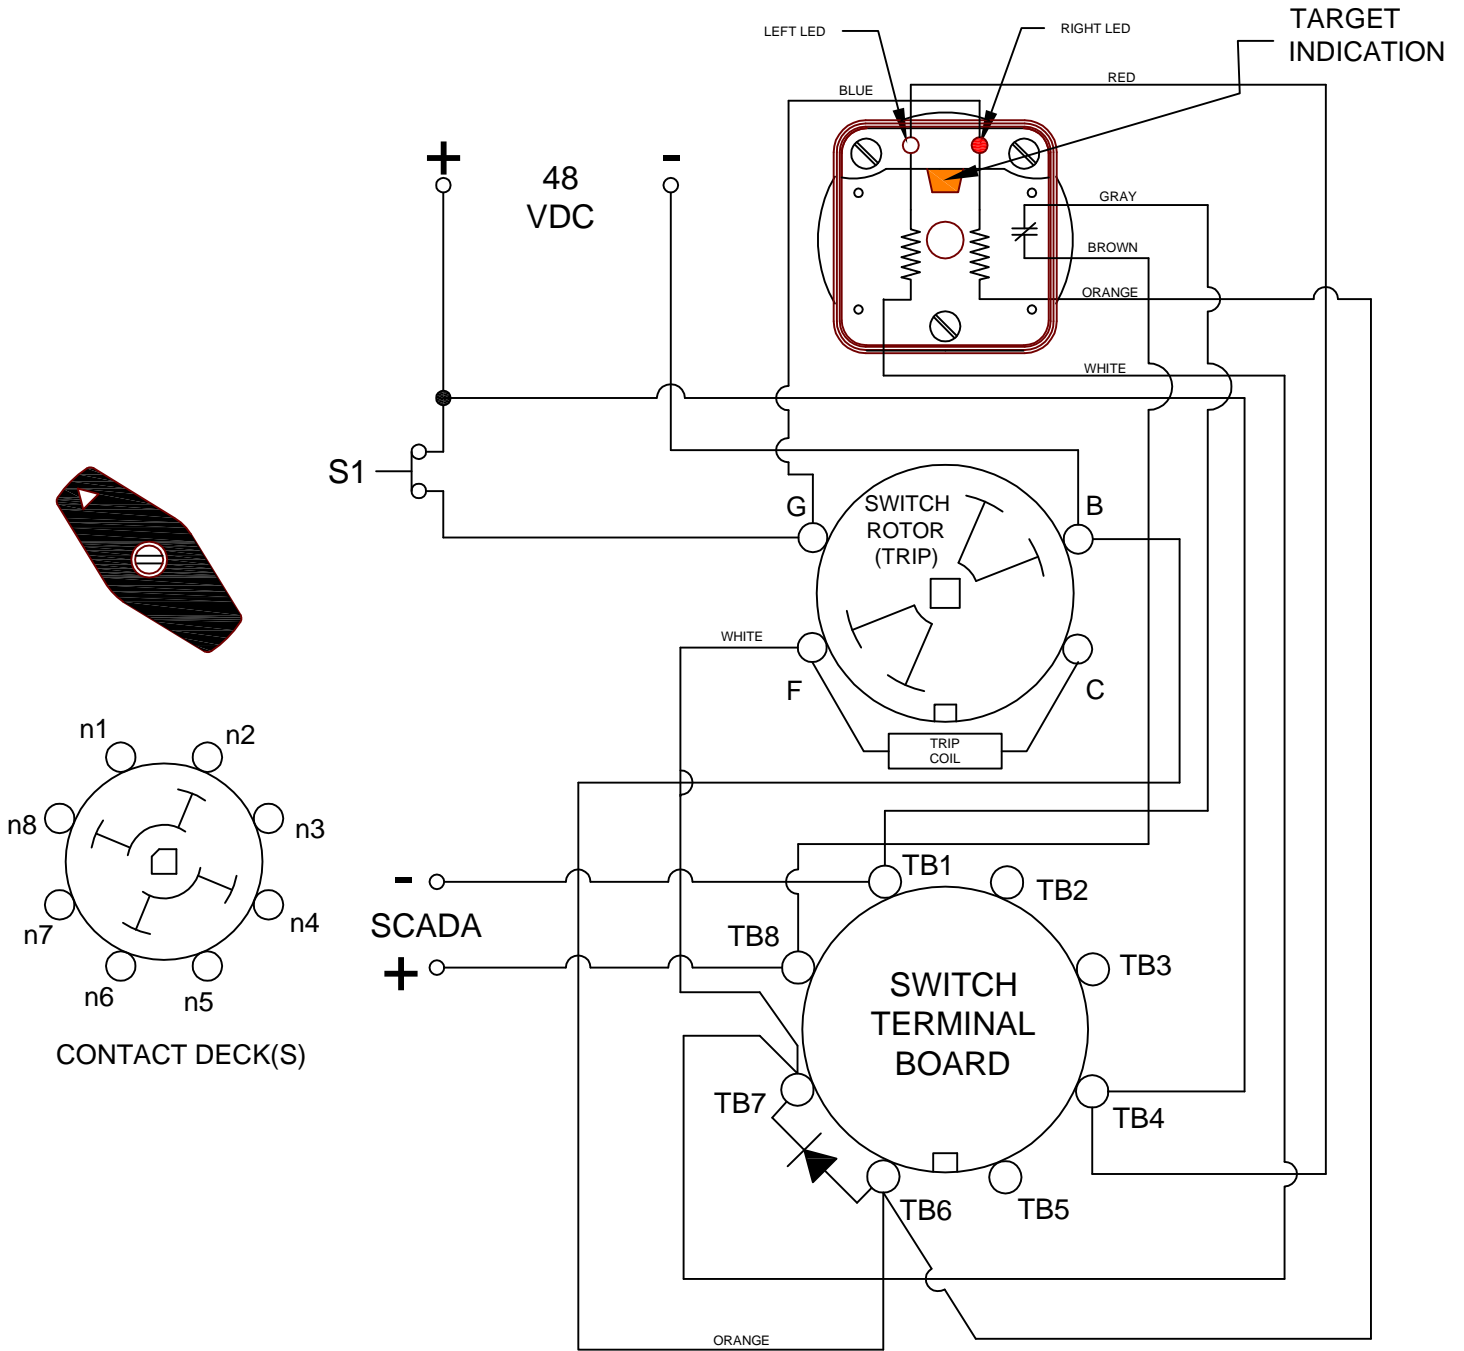 TARGET
INDICATION
LEFT LED
RIGHT LED
RED
BLUE
+
-
48
VDC
GRAY
BROWN
ORANGE
WHITE
S1
SWITCH
ROTOR
(TRIP)
G
B
WHITE
F
C
TRIP
COIL
n1
n2
n8
n3
n7
n4
n6
n5
CONTACT DECK(S)
-
SCADA
+
TB1
TB2
TB8
TB3
SWITCH
TERMINAL
BOARD
TB7
TB4
TB6
TB5
ORANGE